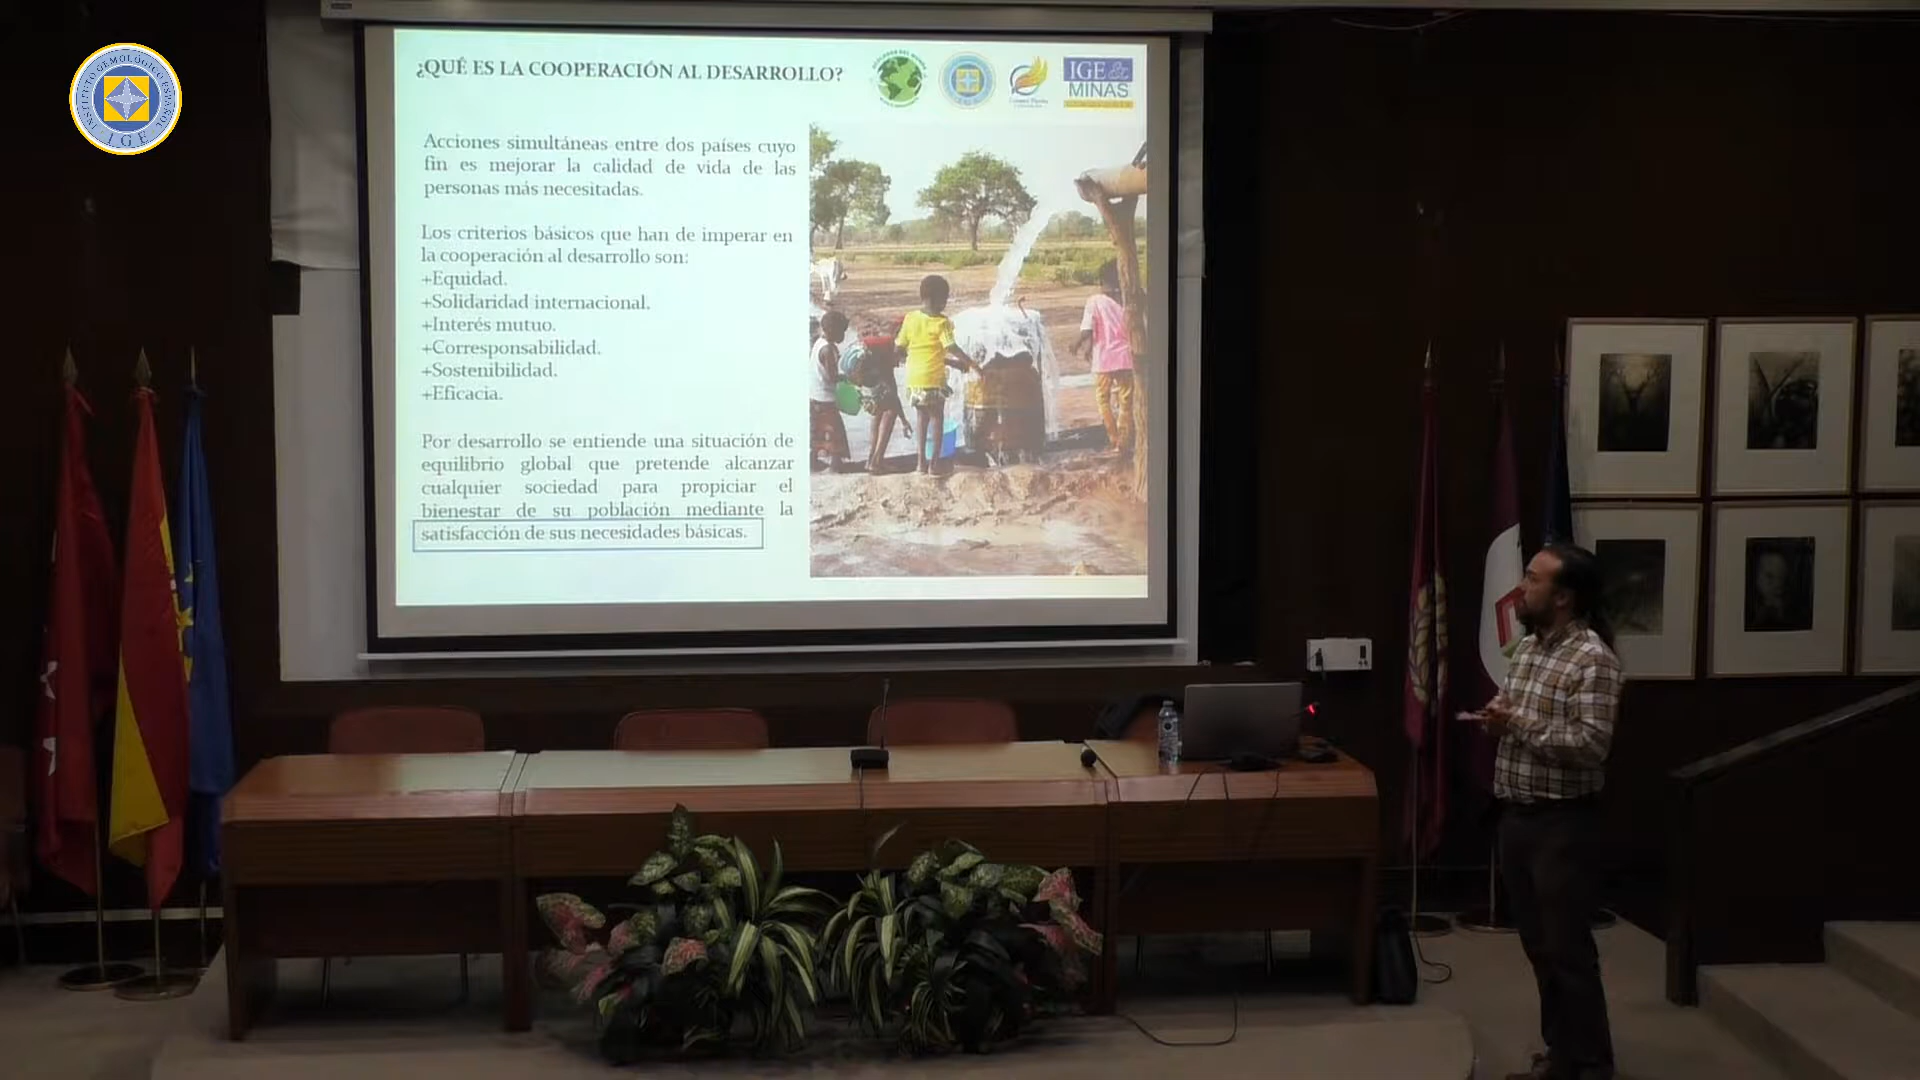 INSTITUTO GEMOLÓGICO ESPAÑOL
I G E
¿QUÉ ES LA COOPERACIÓN AL DESARROLLO?
IGE &
MINAS
Acciones simultáneas entre dos países cuyo
fin es mejorar la calidad de vida de las
personas más necesitadas.
Los criterios básicos que han de imperar en
la cooperación al desarrollo son:
+Equidad.
+Solidaridad internacional.
+Interés mutuo.
+Corresponsabilidad.
+Sostenibilidad.
+Eficacia.
Por desarrollo se entiende una situación de
equilibrio global que pretende alcanzar
cualquier sociedad para propiciar el
bienestar de su población mediante la
satisfacción de sus necesidades básicas.